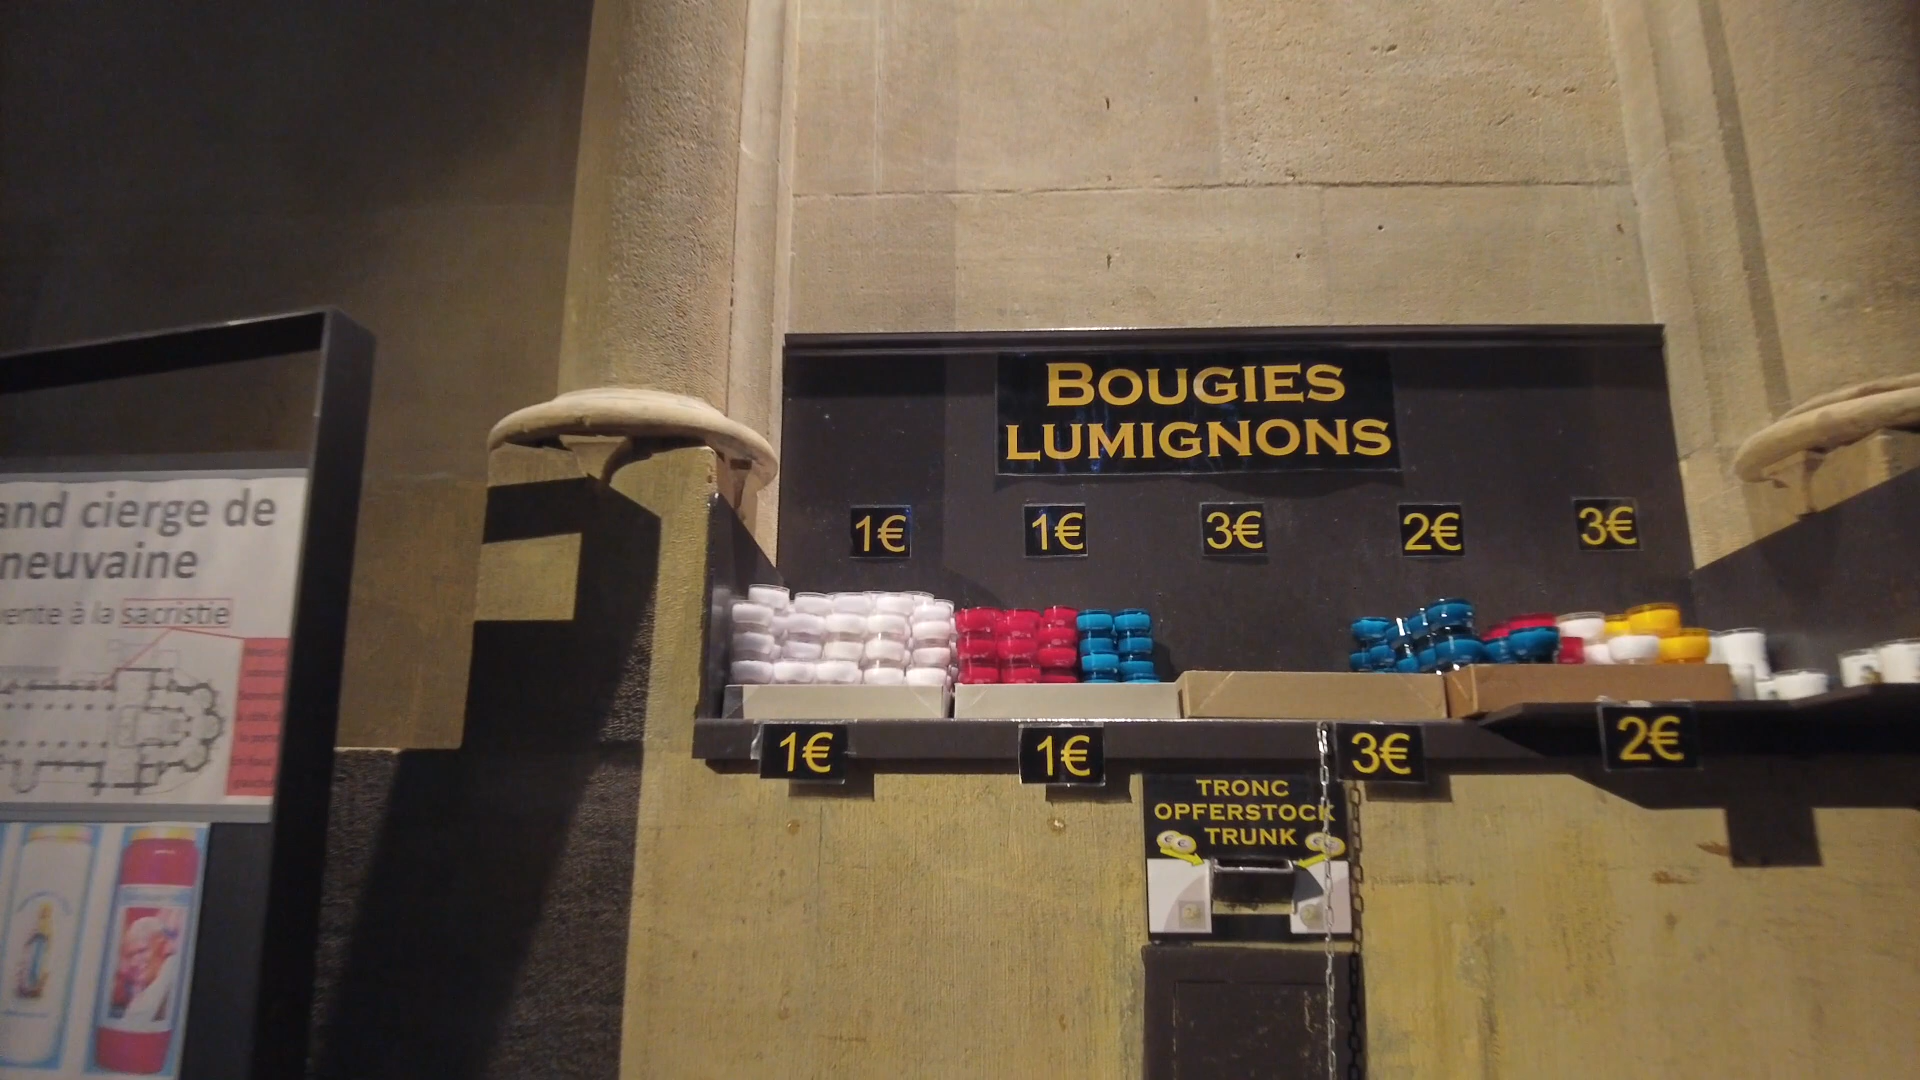 and cierge de
neuvaine
vente à la sacristie
BOUGIES
LUMIGNONS
1€ 1€ 3€ 2€ 3€
1€ 1€ 3€ 2€
TRONC
OPFERSTOCK
TRUNK